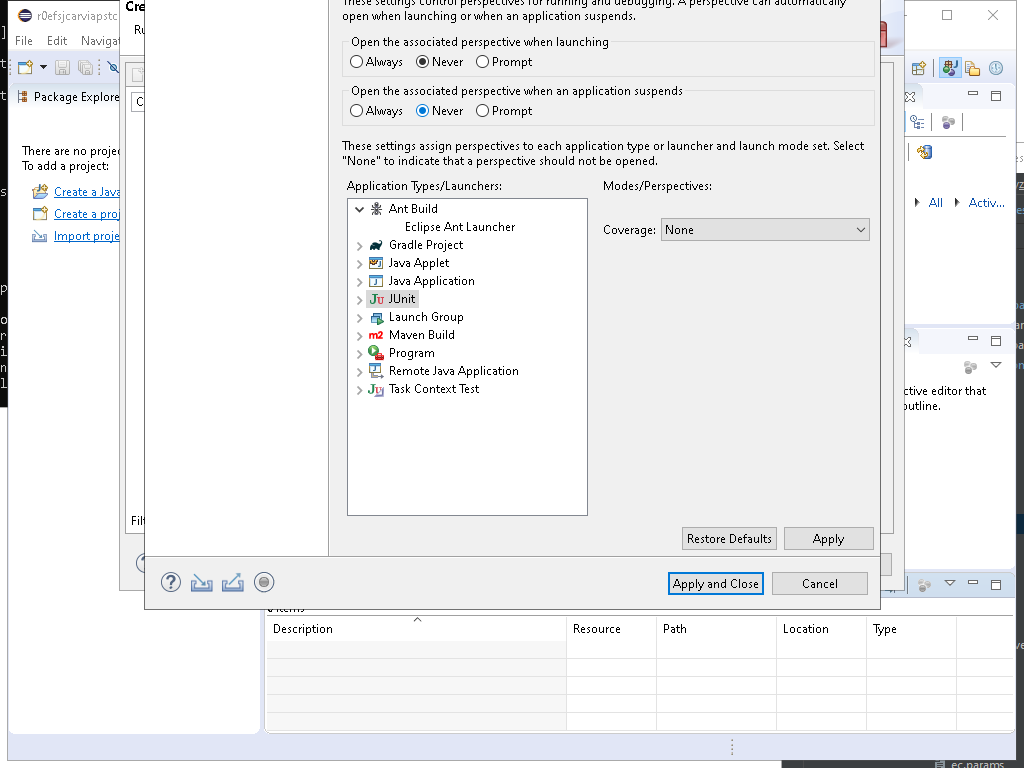 r0efsjcarviapstc
File Edit Naviga
Package Explore
There are no proje
To add a project:
Create a Java
Create a proj
Import proje
Cre
Ru
C
Filt
These settings control perspectives for running and debugging. A perspective can automatically
open when launching or when an application suspends.
Open the associated perspective when launching
Always Never Prompt
Open the associated perspective when an application suspends
Always Never Prompt
These settings assign perspectives to each application type or launcher and launch mode set. Select
"None" to indicate that a perspective should not be opened.
Application Types/Launchers:
Modes/Perspectives:
Ant Build
Eclipse Ant Launcher
Gradle Project
Java Applet
Java Application
JUnit
Launch Group
Maven Build
Program
Remote Java Application
Task Context Test
Coverage: None
Restore Defaults Apply
Apply and Close Cancel
All Activ...
ctive editor that
outline.
Description Resource Path Location Type
ec.params